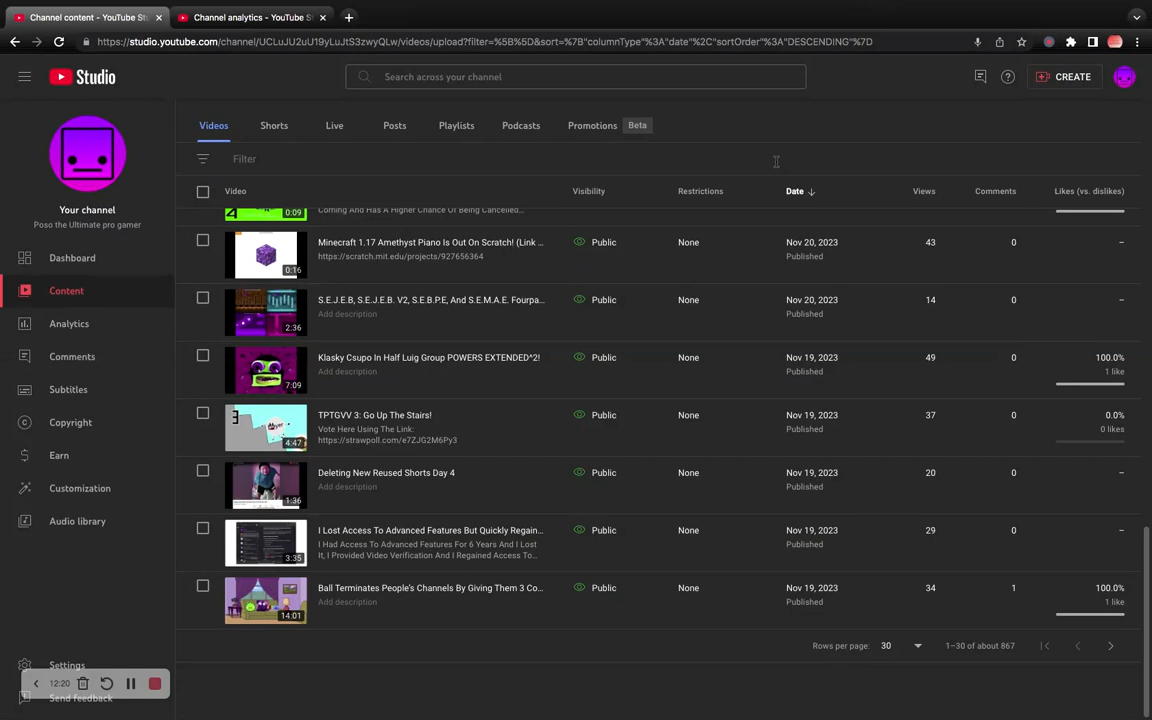 Channel content - YouTube St
Channel analytics - YouTube S
https://studio.youtube.com/channel/UCLuJU2uU19yLuJtS3zwyQLw/videos/upload?filter=%5B%5D&sort=%7B"columnType"%3A"date"%2C"sortOrder"%3A"DESCENDING"%7D
Studio
Search across your channel
CREATE
Videos
Shorts
Live
Posts
Playlists
Podcasts
Promotions
Beta
Filter
Your channel
Poso the Ultimate pro gamer
Dashboard
Content
Analytics
Comments
Subtitles
Copyright
Earn
Customization
Audio library
Settings
Send feedback
12:20
Video
Visibility
Restrictions
Date
Views
Comments
Likes (vs. dislikes)
0:09
Coming And Has A Higher Chance Of Being Cancelled...
0:16
Minecraft 1.17 Amethyst Piano Is Out On Scratch! (Link ...
https://scratch.mit.edu/projects/927656364
Public
None
Nov 20, 2023
Published
43
0
–
2:36
S.E.J.E.B, S.E.J.E.B. V2, S.E.B.P.E, And S.E.M.A.E. Fourpa...
Add description
Public
None
Nov 20, 2023
Published
14
0
–
7:09
Klasky Csupo In Half Luig Group POWERS EXTENDED^2!
Add description
Public
None
Nov 19, 2023
Published
49
0
100.0%
1 like
3
4:47
TPTGVV 3: Go Up The Stairs!
Vote Here Using The Link:
https://strawpoll.com/e7ZJG2M6Py3
Public
None
Nov 19, 2023
Published
37
0
0.0%
0 likes
1:36
Deleting New Reused Shorts Day 4
Add description
Public
None
Nov 19, 2023
Published
20
0
–
3:35
I Lost Access To Advanced Features But Quickly Regain...
I Had Access To Advanced Features For 6 Years And I Lost
It, I Provided Video Verification And I Regained Access To...
Public
None
Nov 19, 2023
Published
29
0
–
14:01
Ball Terminates People's Channels By Giving Them 3 Co...
Add description
Public
None
Nov 19, 2023
Published
34
1
100.0%
1 like
Rows per page:
30
1–30 of about 867